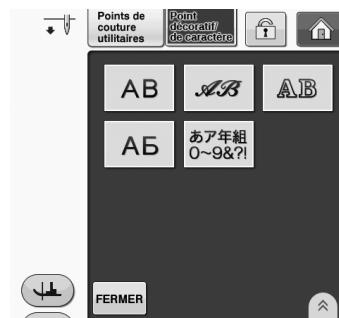 Points de
couture
utilitaires
Point
décoratif/
de caractère
AB
AB
AB
АБ
あア年組
0~9&?!
FERMER